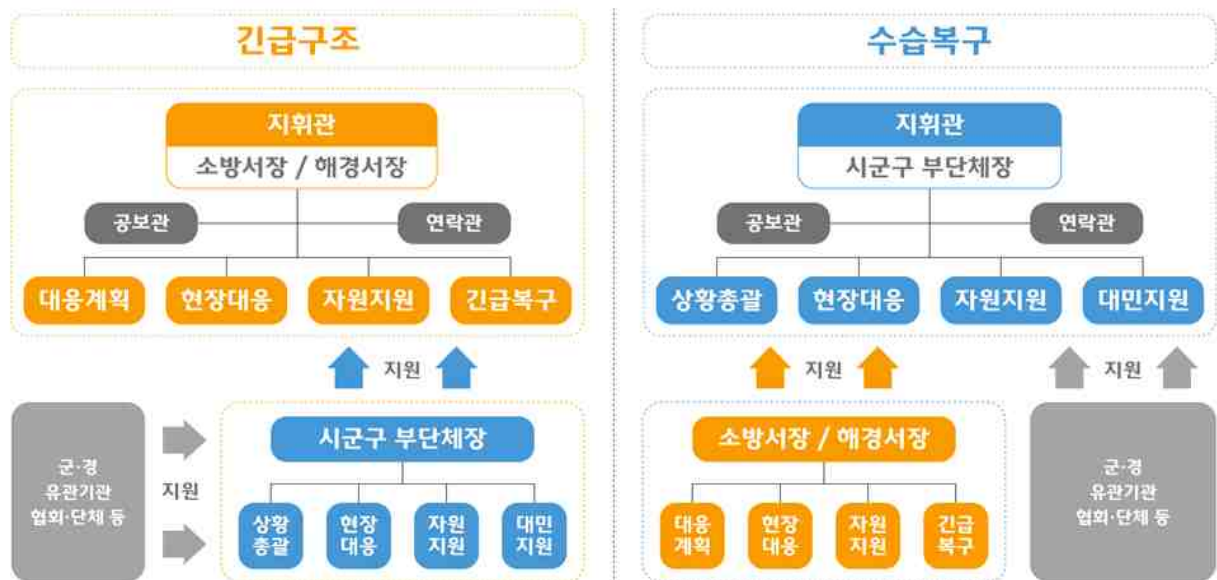 긴급구조
지휘관
소방서장 / 해경서장
공보관
연락관
대응계획
현장대응
자원지원
긴급복구
지원
군·경
유관기관
협회·단체 등
지원
시군구 부단체장
상황
총괄
현장
대응
자원
지원
대민
지원
수습복구
지휘관
시군구 부단체장
공보관
연락관
상황총괄
현장대응
자원지원
대민지원
지원
지원
소방서장 / 해경서장
대응
계획
현장
대응
자원
지원
긴급
복구
군·경
유관기관
협회·단체 등